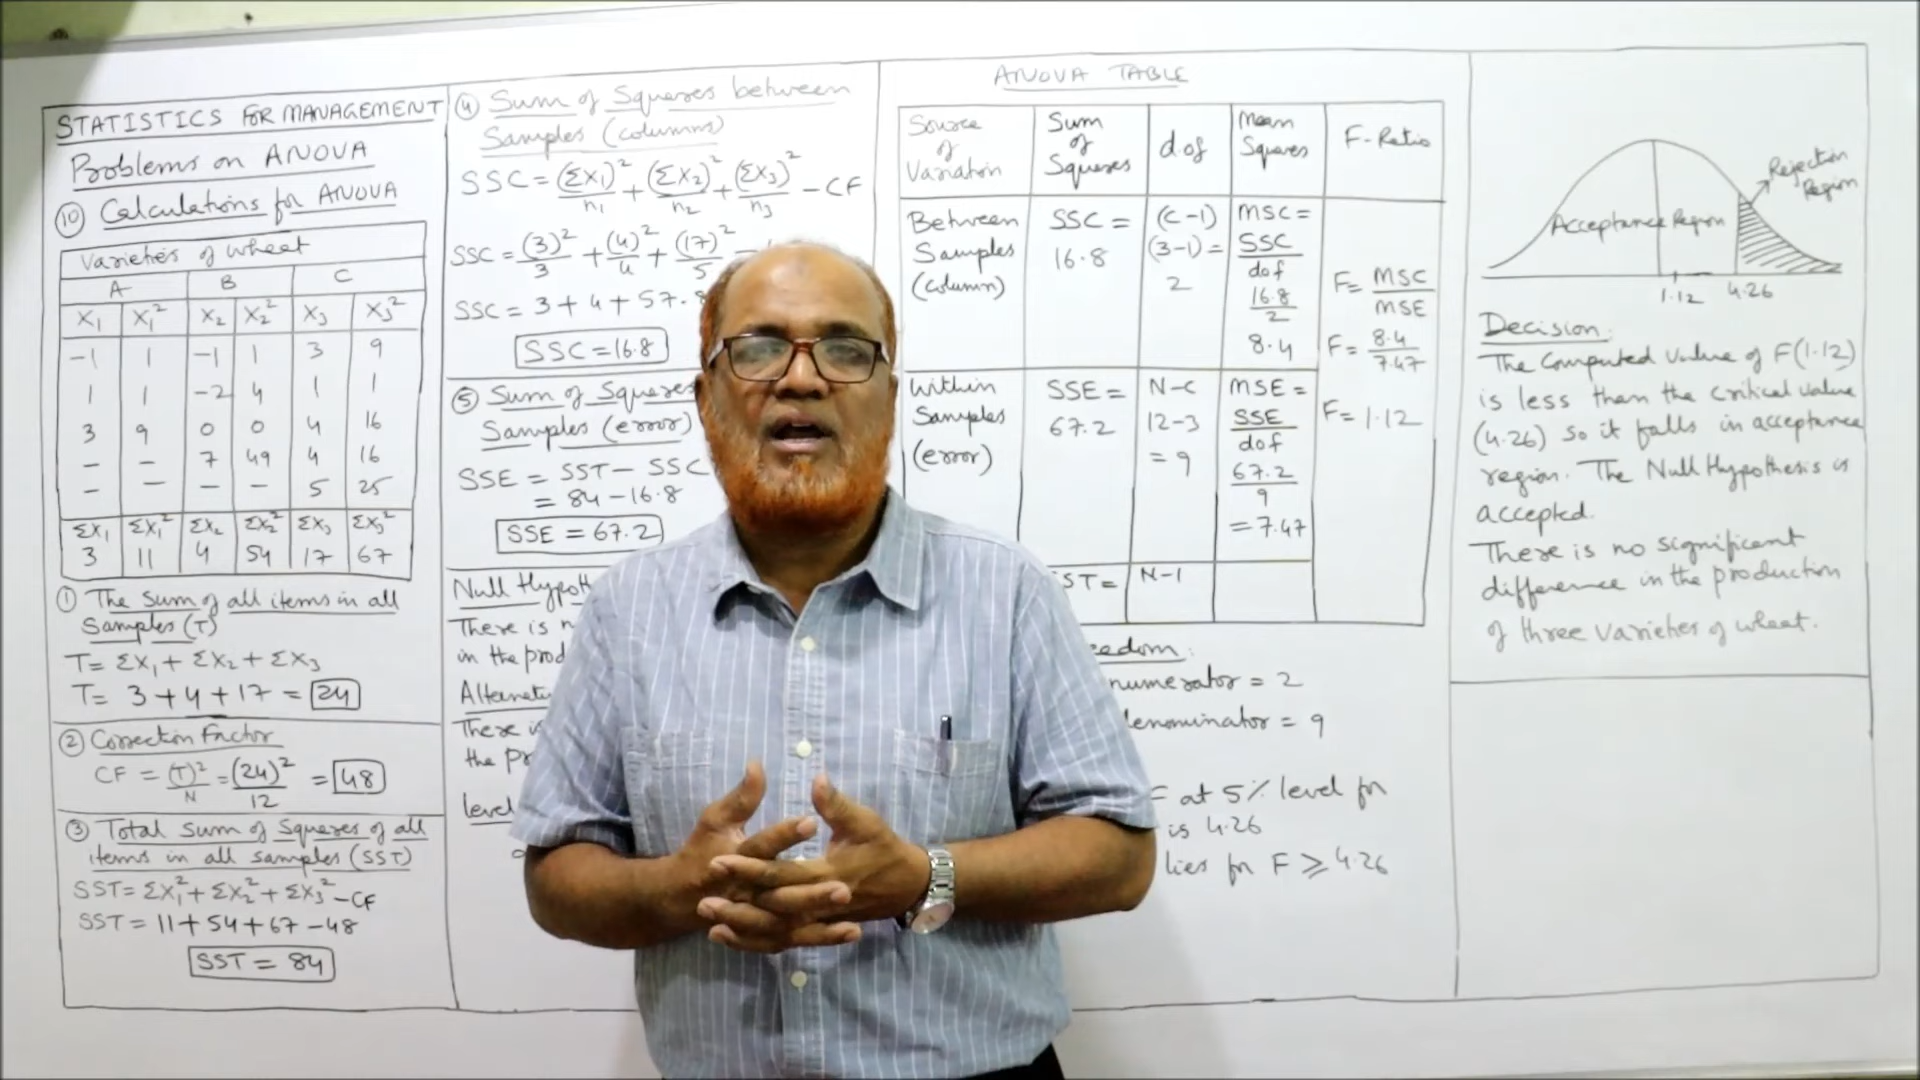 STATISTICS FOR MANAGEMENT
Problems on ANOVA
⑩ Calculations for ANOVA
Varieties of wheat
A B C
X₁ X₁² X₂ X₂² X₃ X₃²
-1 1 -1 1 3 9
1 1 -2 4 1 1
3 9 0 0 4 16
- - 7 49 4 16
- - - - 5 25
ΣX₁ ΣX₁² ΣX₂ ΣX₂² ΣX₃ ΣX₃²
3 11 4 54 17 67
① The sum of all items in all
Samples (T)
T = ΣX₁ + ΣX₂ + ΣX₃
T = 3 + 4 + 17 = 24
② Correction Factor
CF = (T)²/N = (24)²/12 = 48
③ Total sum of squares of all
items in all samples (SST)
SST = ΣX₁² + ΣX₂² + ΣX₃² - CF
SST = 11 + 54 + 67 - 48
SST = 84
④ Sum of Squares between
Samples (columns)
SSC = (ΣX₁)²/n₁ + (ΣX₂)²/n₂ + (ΣX₃)²/n₃ - CF
SSC = (3)²/3 + (4)²/4 + (17)²/5
SSC = 3 + 4 + 57.8
SSC = 16.8
⑤ Sum of Squares
Samples (error)
SSE = SST - SSC
= 84 - 16.8
SSE = 67.2
Null
There is
in the
There
the
level
ANOVA TABLE
Source of Variation Sum of Squares d.of Mean Squares F-Ratio
Between Samples (column) SSC = 16.8 (C-1) (3-1) = 2 MSC = SSC/dof 16.8/2 8.4
F = MSC/MSE
F = 8.4/7.47
F = 1.12
Within Samples (error) SSE = 67.2 N-C 12-3 = 9 MSE = SSE/dof 67.2/9 = 7.47
ST = N-1
numerator = 2
= 9
at 5% level for
is 4.26
lies for F ⩾ 4.26
Rejection
Region
Acceptance Region
1.12 4.26
Decision:
The Computed value of F(1.12)
is less than the critical value
(4.26) so it falls in acceptance
region. The Null Hypothesis is
accepted.
There is no significant
difference in the production
of three varieties of wheat.